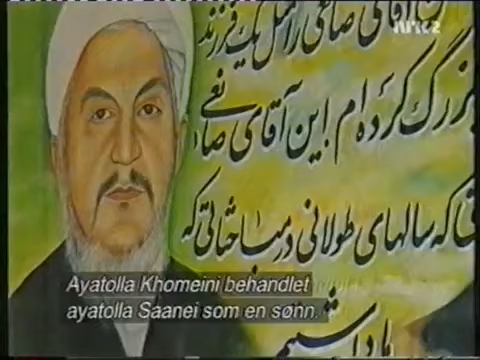 آقای صانعی را مثل یک فرزند
NRK2
بزرگ کرده ام این آقای صانعی
که سالهای طولانی در مباحثاتی که
Ayatolla Khomeini behandlet
ayatolla Saanei som en sønn.